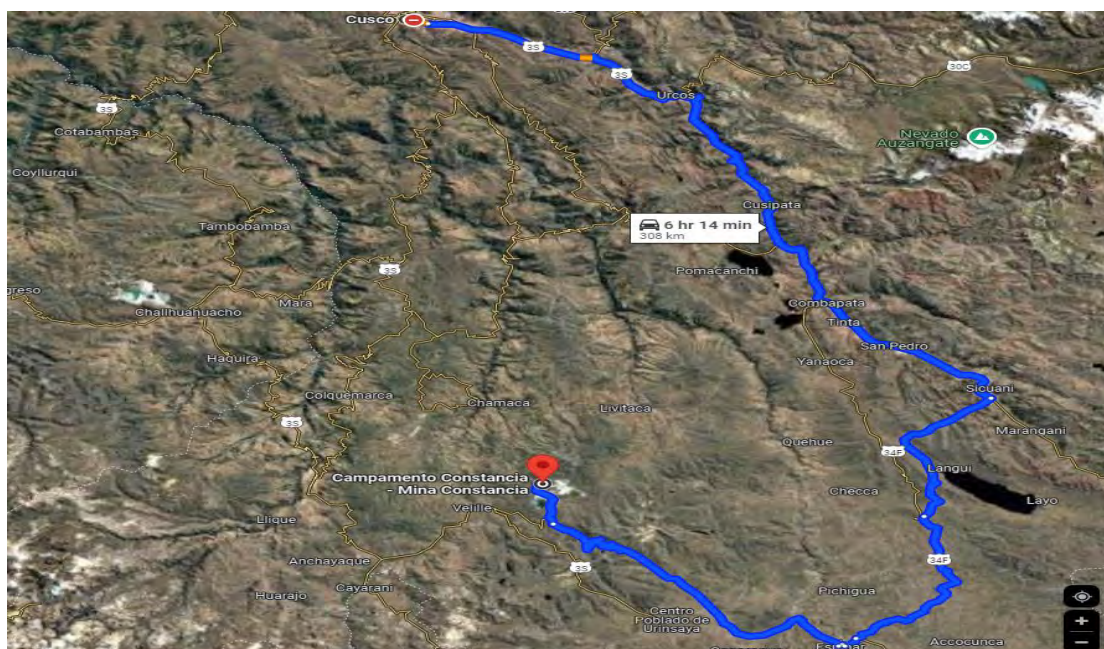 Cusco
3S
3S
30C
Urcos
3S
Cotabambas
Nevado
Auzangate
Coyllurqui
Cusipata
6 hr 14 min
308 km
Tambobamba
3S
Pomacanchi
Mara
Combapata
Challhuahuacho
Tinta
San Pedro
Haquira
Yanaoca
Sicuani
Colquemarca
Chamaca
Livitaca
3S
Marangani
Quehue
34F
Langui
Campamento Constancia
- Mina Constancia
Checca
Layo
Velille
Llique
Anchayaque
34F
3S
Cayarani
Huarajo
Pichigua
Centro
Poblado de
Urinsaya
Accocunca